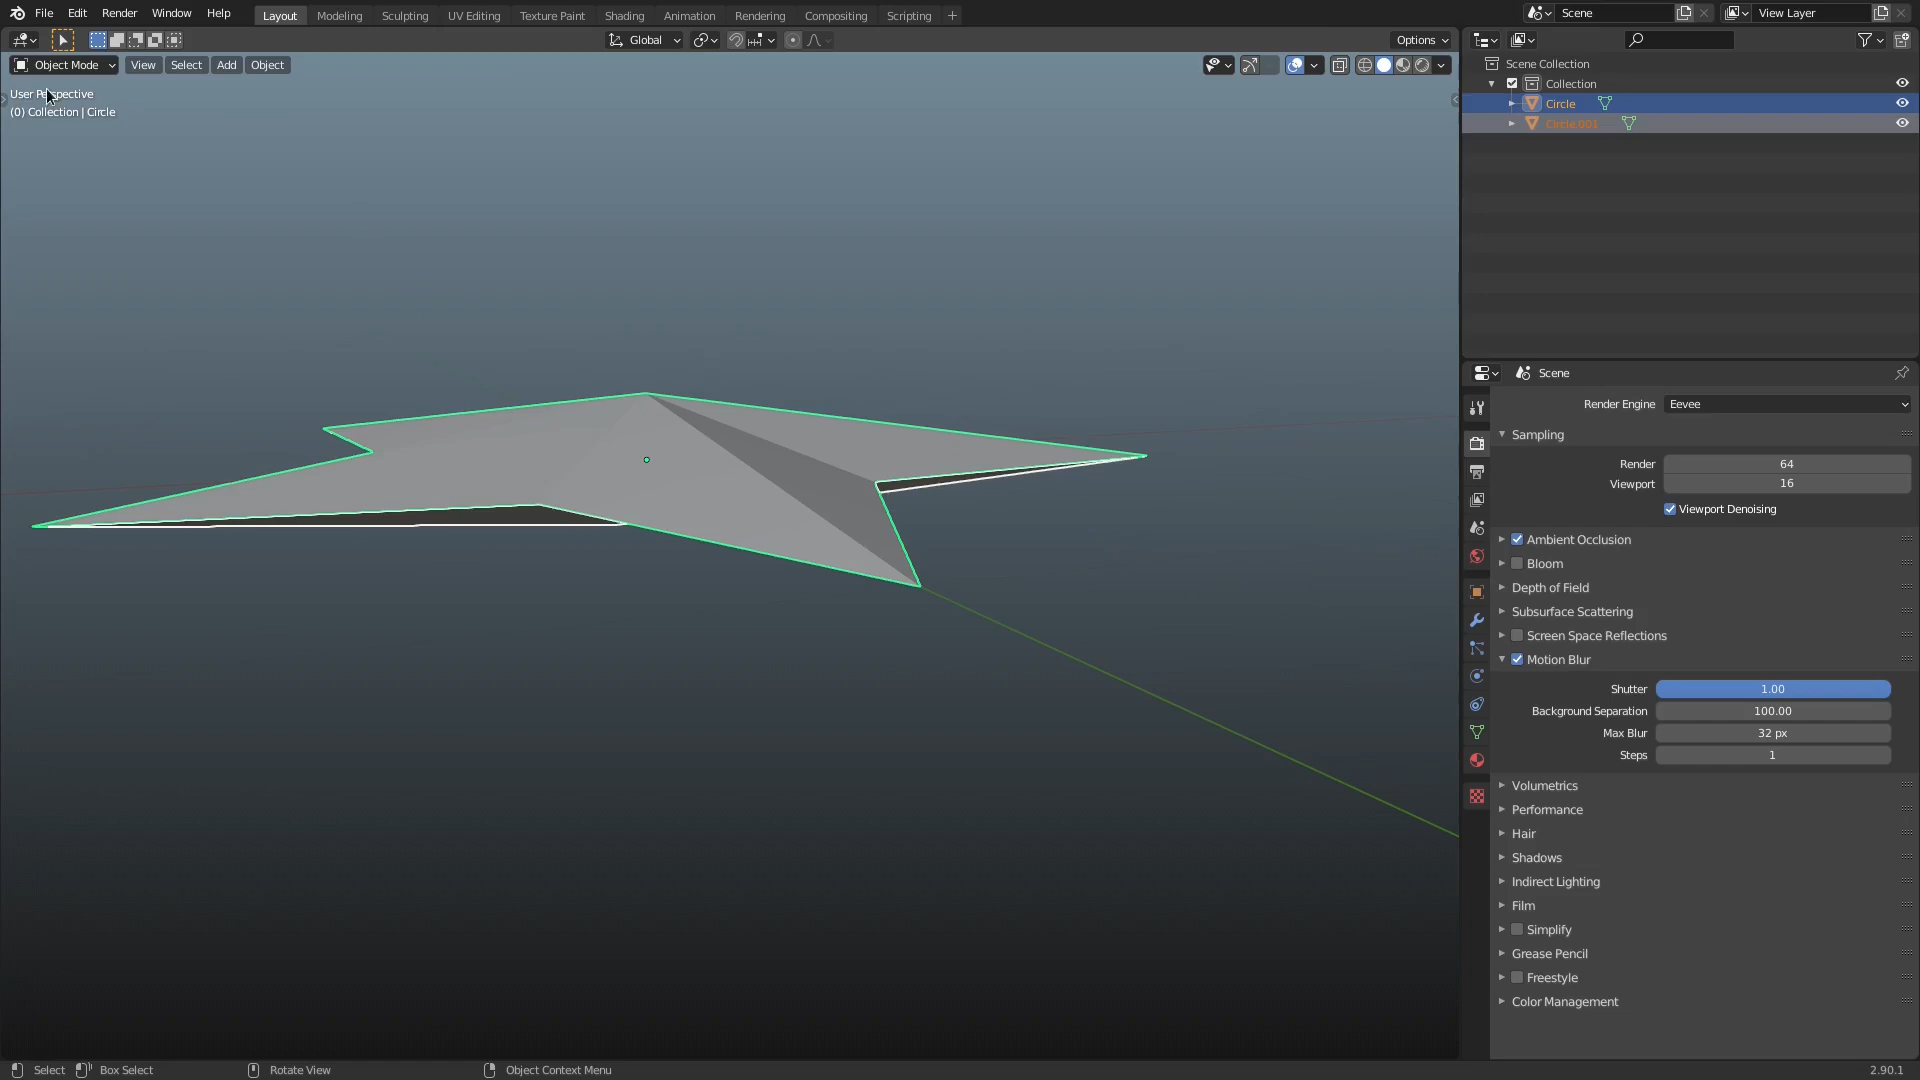 File Edit Render Window Help Layout Modeling Sculpting UV Editing Texture Paint Shading Animation Rendering Compositing Scripting + Scene View Layer
Global Options
Object Mode View Select Add Object
User Perspective
(0) Collection | Circle
Scene Collection
Collection
Circle
Circle.001
Scene
Render Engine Eevee
Sampling
Render 64
Viewport 16
Viewport Denoising
Ambient Occlusion
Bloom
Depth of Field
Subsurface Scattering
Screen Space Reflections
Motion Blur
Shutter 1.00
Background Separation 100.00
Max Blur 32 px
Steps 1
Volumetrics
Performance
Hair
Shadows
Indirect Lighting
Film
Simplify
Grease Pencil
Freestyle
Color Management
Select Box Select Rotate View Object Context Menu 2.90.1